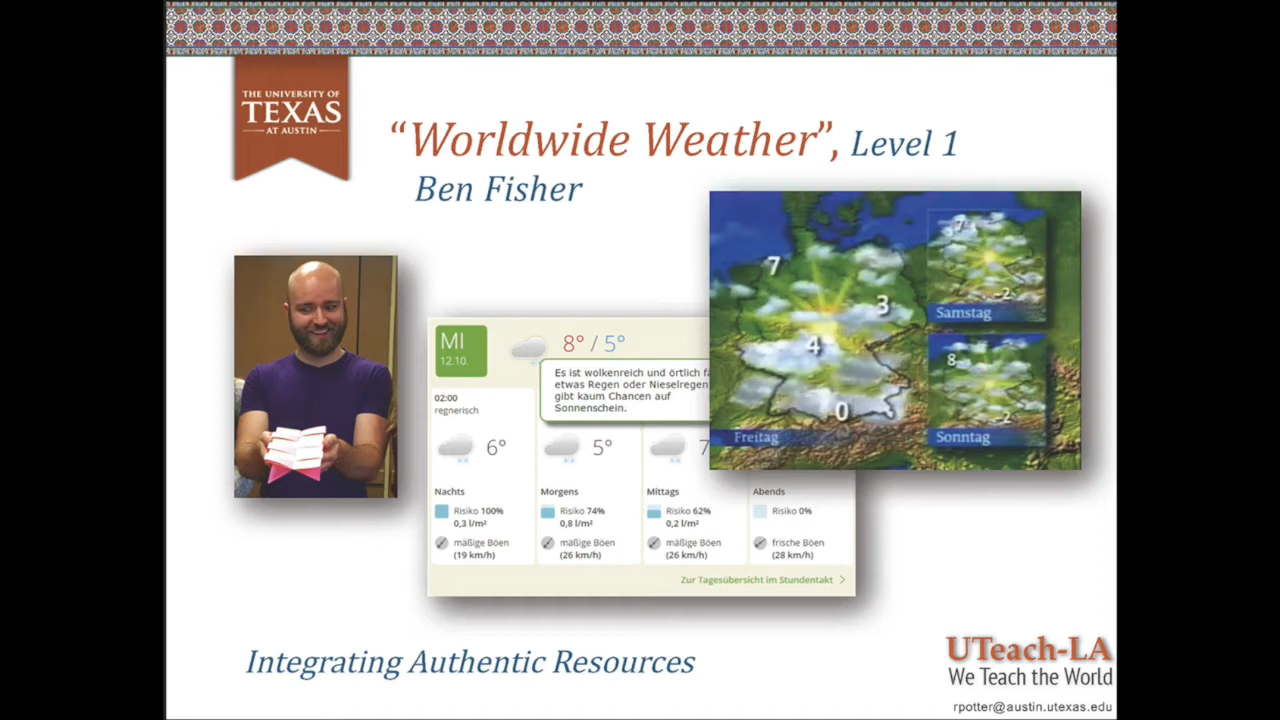 THE UNIVERSITY OF
TEXAS
AT AUSTIN
“Worldwide Weather”, Level 1
Ben Fisher
MI
12.10.
8° / 5°
Es ist wolkenreich und örtlich
etwas Regen oder Nieselregen
gibt kaum Chancen auf
Sonnenschein.
02:00
regnerisch
6°
5°
7
Nachts
Morgens
Mittags
Abends
Risiko 100%
0,3 l/m²
Risiko 74%
0,8 l/m²
Risiko 62%
0,2 l/m²
Risiko 0%
mäßige Böen
(19 km/h)
mäßige Böen
(26 km/h)
mäßige Böen
(26 km/h)
frische Böen
(28 km/h)
Zur Tagesübersicht im Stundentakt
7
3
4
0
Freitag
-2
Samstag
8
-2
Sonntag
Integrating Authentic Resources
UTeach-LA
We Teach the World
rpotter@austin.utexas.edu